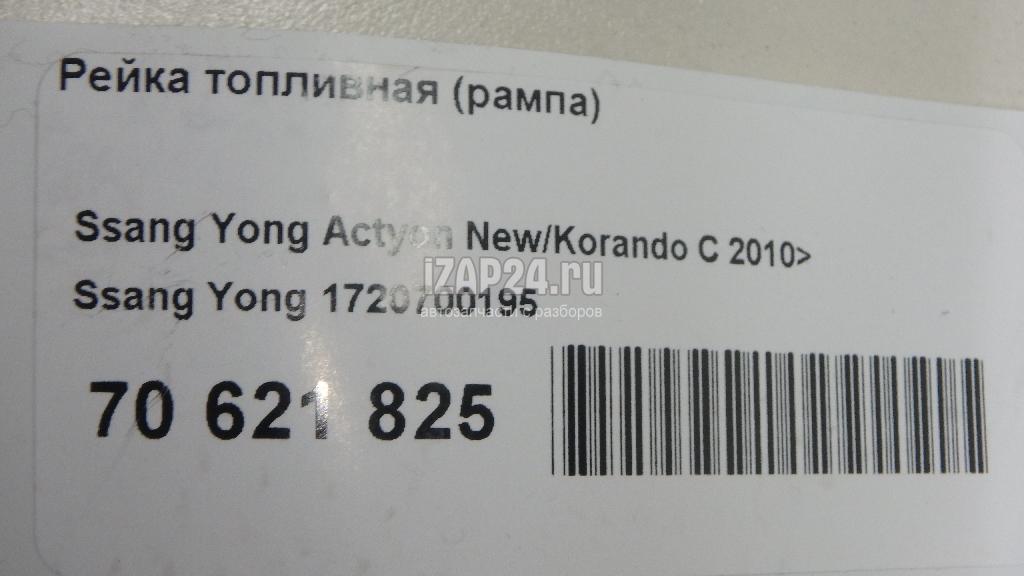 Рейка топливная (рампа)
Ssang Yong Actyon New/Korando C 2010>
iZAP24.ru
Ssang Yong 1720700195
автозапчасти с разборов
70 621 825